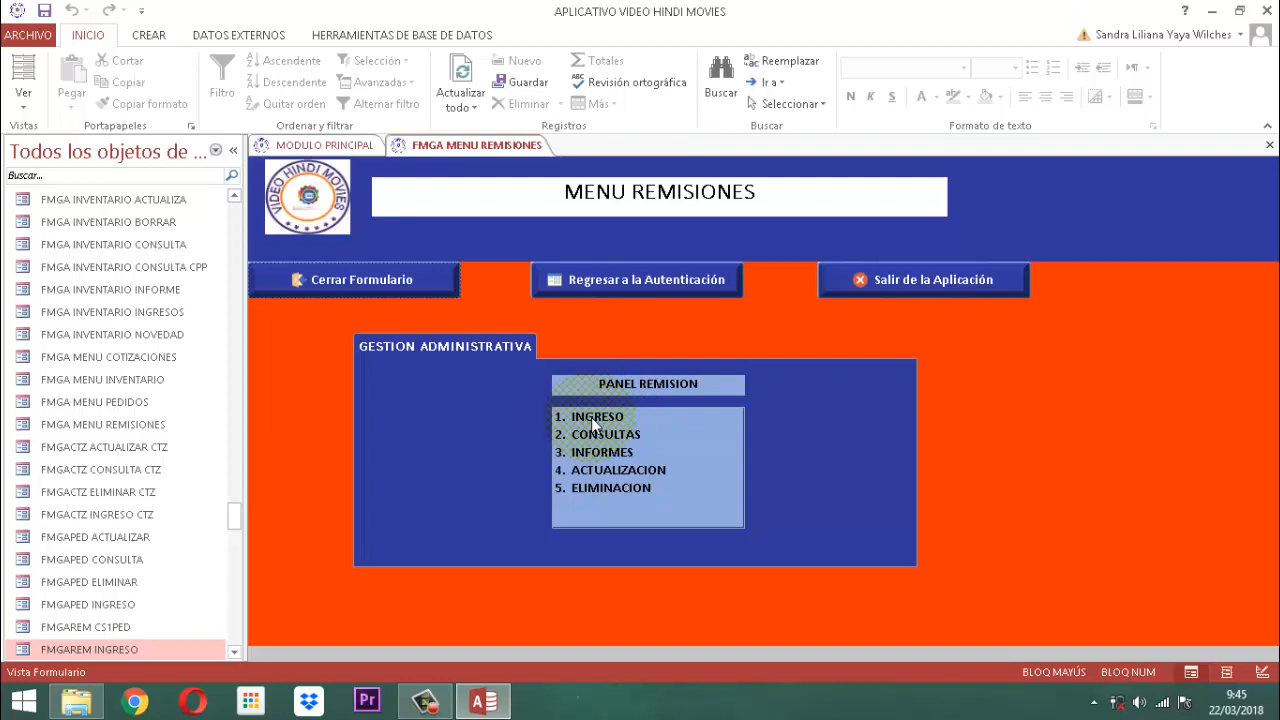 APLICATIVO VIDEO HINDI MOVIES
ARCHIVO INICIO CREAR DATOS EXTERNOS HERRAMIENTAS DE BASE DE DATOS
Sandra Liliana Yaya Wilches
Ver
Pegar
Cortar
Copiar
Copiar formato
Filtro
Ascendente
Descendente
Quitar orden
Selección
Avanzadas
Alternar filtro
Actualizar
todo
Nuevo
Guardar
Eliminar
Totales
Revisión ortográfica
Más
Buscar
Reemplazar
Ir a
Seleccionar
N K S A
Vistas Portapapeles Ordenar y filtrar Registros Buscar Formato de texto
Todos los objetos de ...
Buscar...
FMGA INVENTARIO ACTUALIZA
FMGA INVENTARIO BORRAR
FMGA INVENTARIO CONSULTA
FMGA INVENTARIO CONSULTA CPP
FMGA INVENTARIO INFORME
FMGA INVENTARIO INGRESOS
FMGA INVENTARIO NOVEDAD
FMGA MENU COTIZACIONES
FMGA MENU INVENTARIO
FMGA MENU PEDIDOS
FMGA MENU REMISIONES
FMGACTZ ACTUALIZAR CTZ
FMGACTZ CONSULTA CTZ
FMGACTZ ELIMINAR CTZ
FMGACTZ INGRESO CTZ
FMGAPED ACTUALIZAR
FMGAPED CONSULTA
FMGAPED ELIMINAR
FMGAPED INGRESO
FMGAREM CS1PED
FMGAREM INGRESO
MODULO PRINCIPAL FMGA MENU REMISIONES
VIDEO HINDI MOVIES
MENU REMISIONES
Cerrar Formulario Regresar a la Autenticación Salir de la Aplicación
GESTION ADMINISTRATIVA
PANEL REMISION
1. INGRESO
2. CONSULTAS
3. INFORMES
4. ACTUALIZACION
5. ELIMINACION
Vista Formulario BLOQ MAYÚS BLOQ NUM
Pr
9:45
22/03/2018